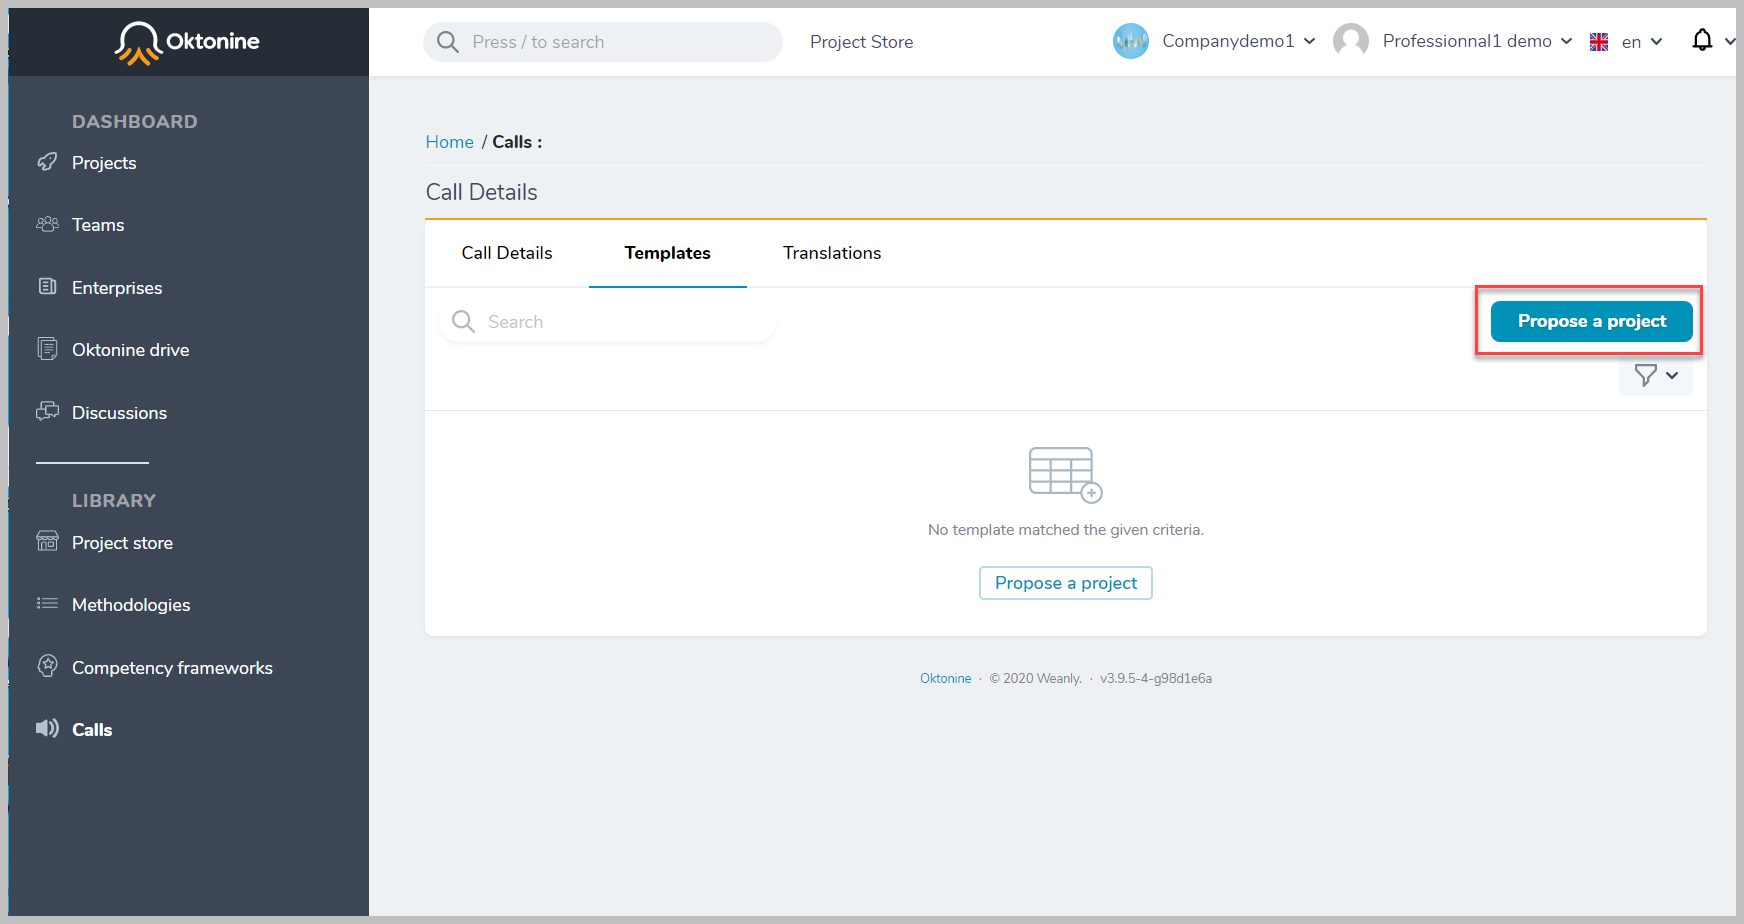 Oktonine
Press / to search
Project Store
Companydemo1
Professionnal1 demo
en
DASHBOARD
Projects
Teams
Enterprises
Oktonine drive
Discussions
LIBRARY
Project store
Methodologies
Competency frameworks
Calls
Home / Calls :
Call Details
Call Details Templates Translations
Search
Propose a project
No template matched the given criteria.
Propose a project
Oktonine · © 2020 Weanly. · v3.9.5-4-g98d1e6a